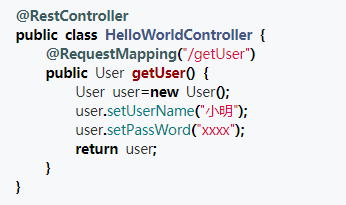 @RestController
public class HelloWorldController {
@RequestMapping("/getUser")
public User getUser() {
User user=new User();
user.setUserName("小明");
user.setPassWord("xxxx");
return user;
}
}